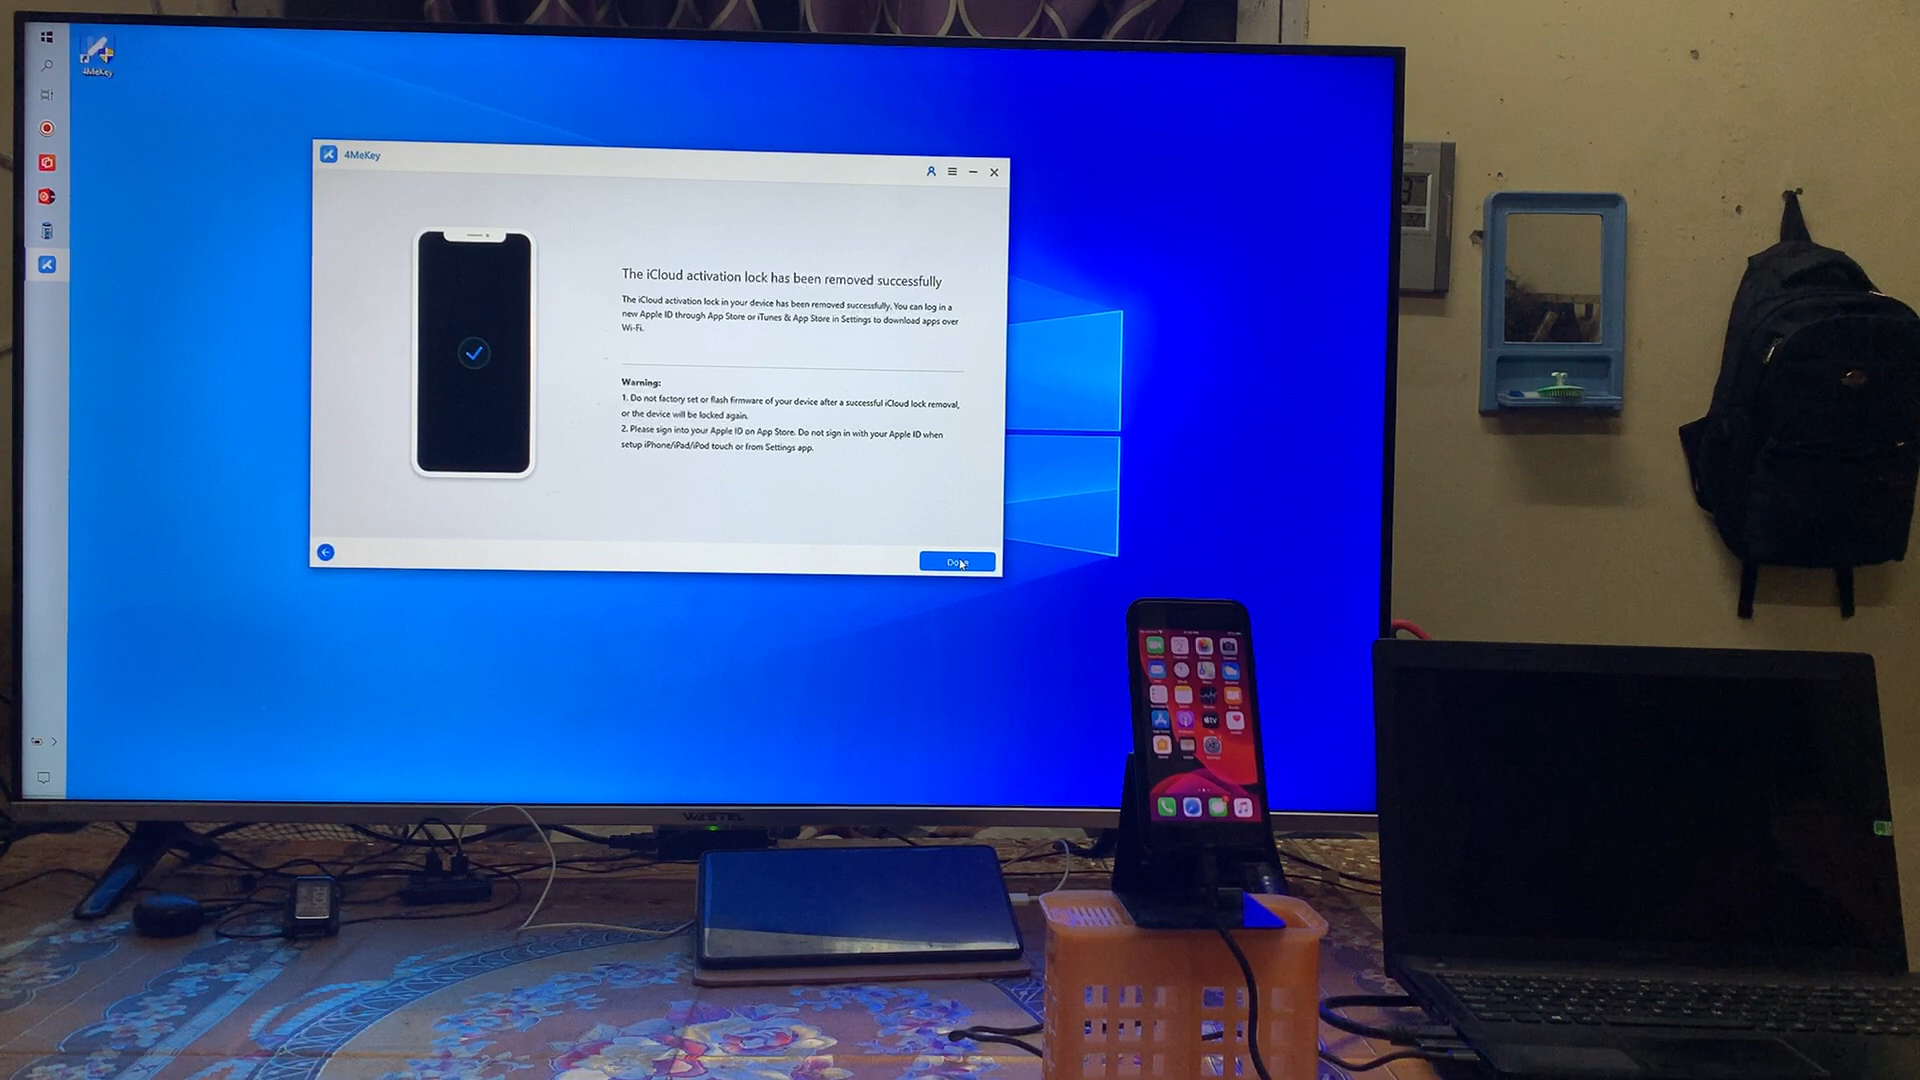 4MeKey
4MeKey
The iCloud activation lock has been removed successfully
The iCloud activation lock in your device has been removed successfully. You can log in a
new Apple ID through App Store or iTunes & App Store in Settings to download apps over
Wi-Fi.
Warning:
1. Do not factory set or flash firmware of your device after a successful iCloud lock removal,
or the device will be locked again.
2. Please sign into your Apple ID on App Store. Do not sign in with your Apple ID when
setup iPhone/iPad/iPod touch or from Settings app.
Done
WESTEL